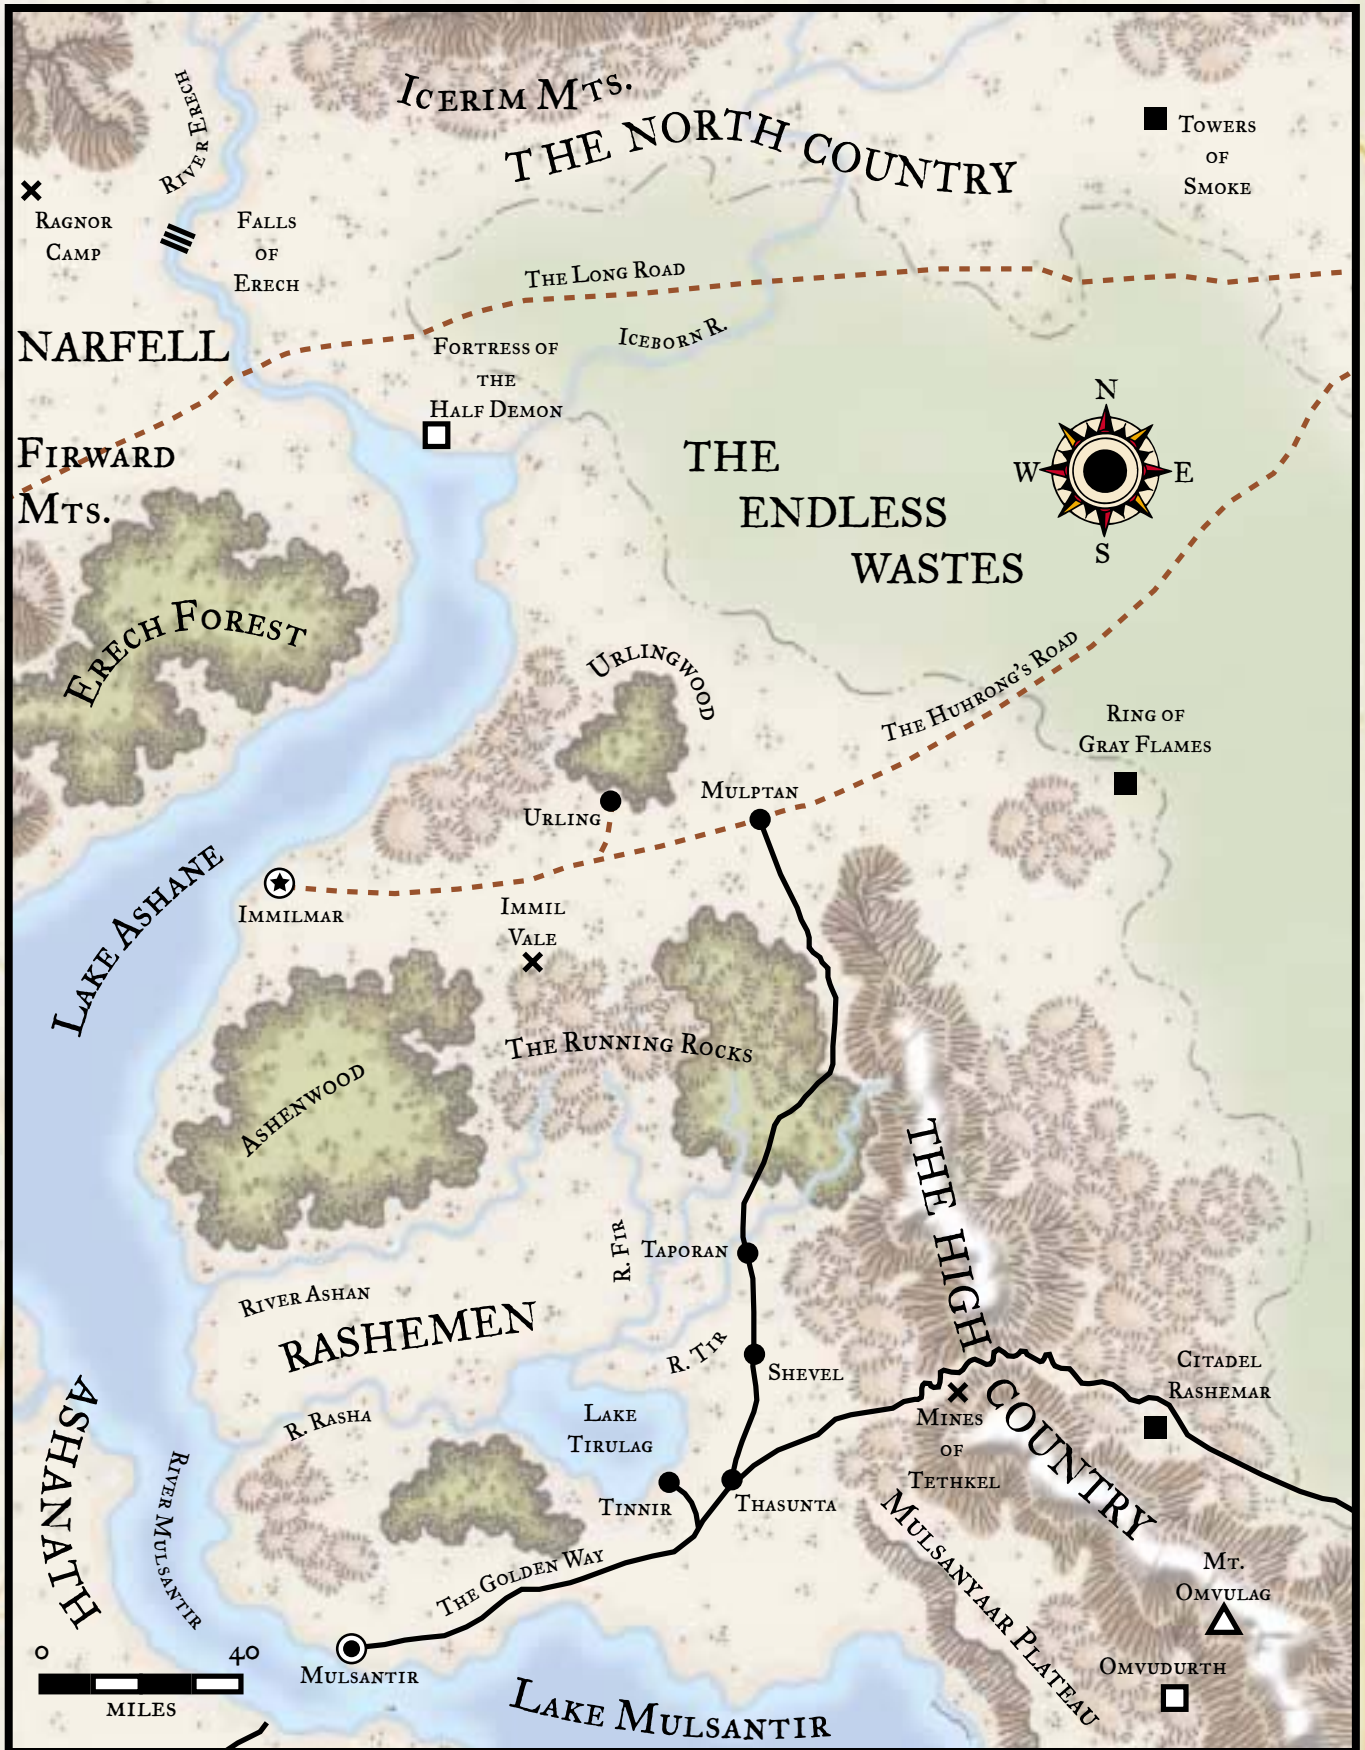 Icerim Mts.
THE NORTH COUNTRY
River Erech
Towers
of
Smoke
Ragnor
Camp
Falls
of
Erech
The Long Road
NARFELL
Iceborn R.
Fortress of
the
Half Demon
N
W
E
S
Firward
Mts.
THE
ENDLESS
WASTES
Erech Forest
Urlingwood
The Huhrong's Road
Ring of
Gray Flames
Mulptan
Urling
Lake Ashane
Immilmar
Immil
Vale
The Running Rocks
Ashenwood
THE HIGH
COUNTRY
R. Fir
Taporan
River Ashan
RASHEMEN
R. Tir
Shevel
Citadel
Rashemar
Mines
of
Tethkel
ASHANATH
R. Rasha
Lake
Tirulag
River Mulsantir
Tinnir
Thasunta
Mulsanyaar Plateau
The Golden Way
Mt.
Omvulag
0
40
MILES
Mulsantir
Omvudurth
Lake Mulsantir